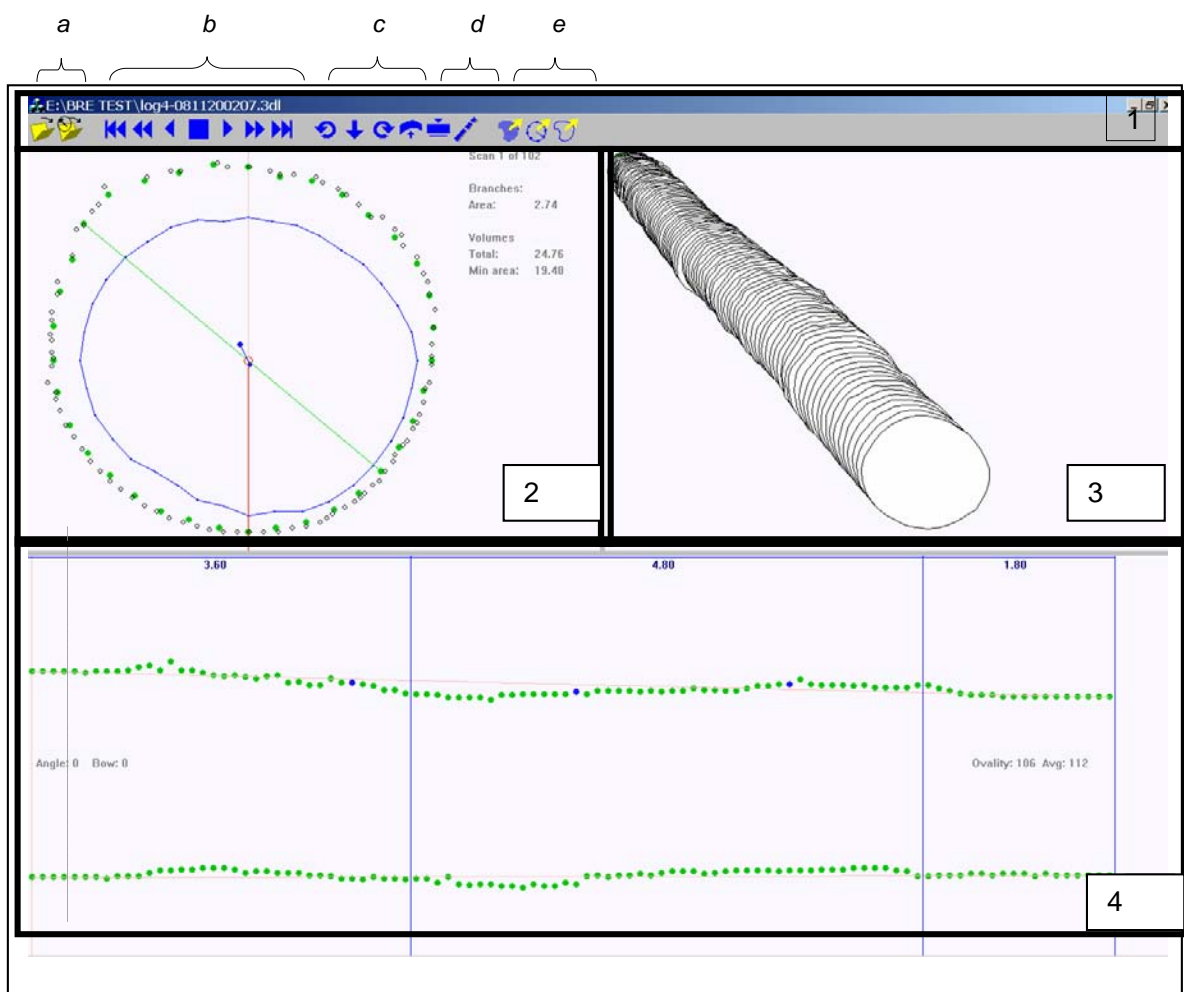 a b c d e
E:\BRE TEST\log4-0811200207.3dl
1
Scan 1 of 102
Branches:
Area: 2.74
Volumes
Total: 24.76
Min area: 19.40
2
3
3.60 4.80 1.80
Angle: 0 Bow: 0 Ovality: 106 Avg: 112
4